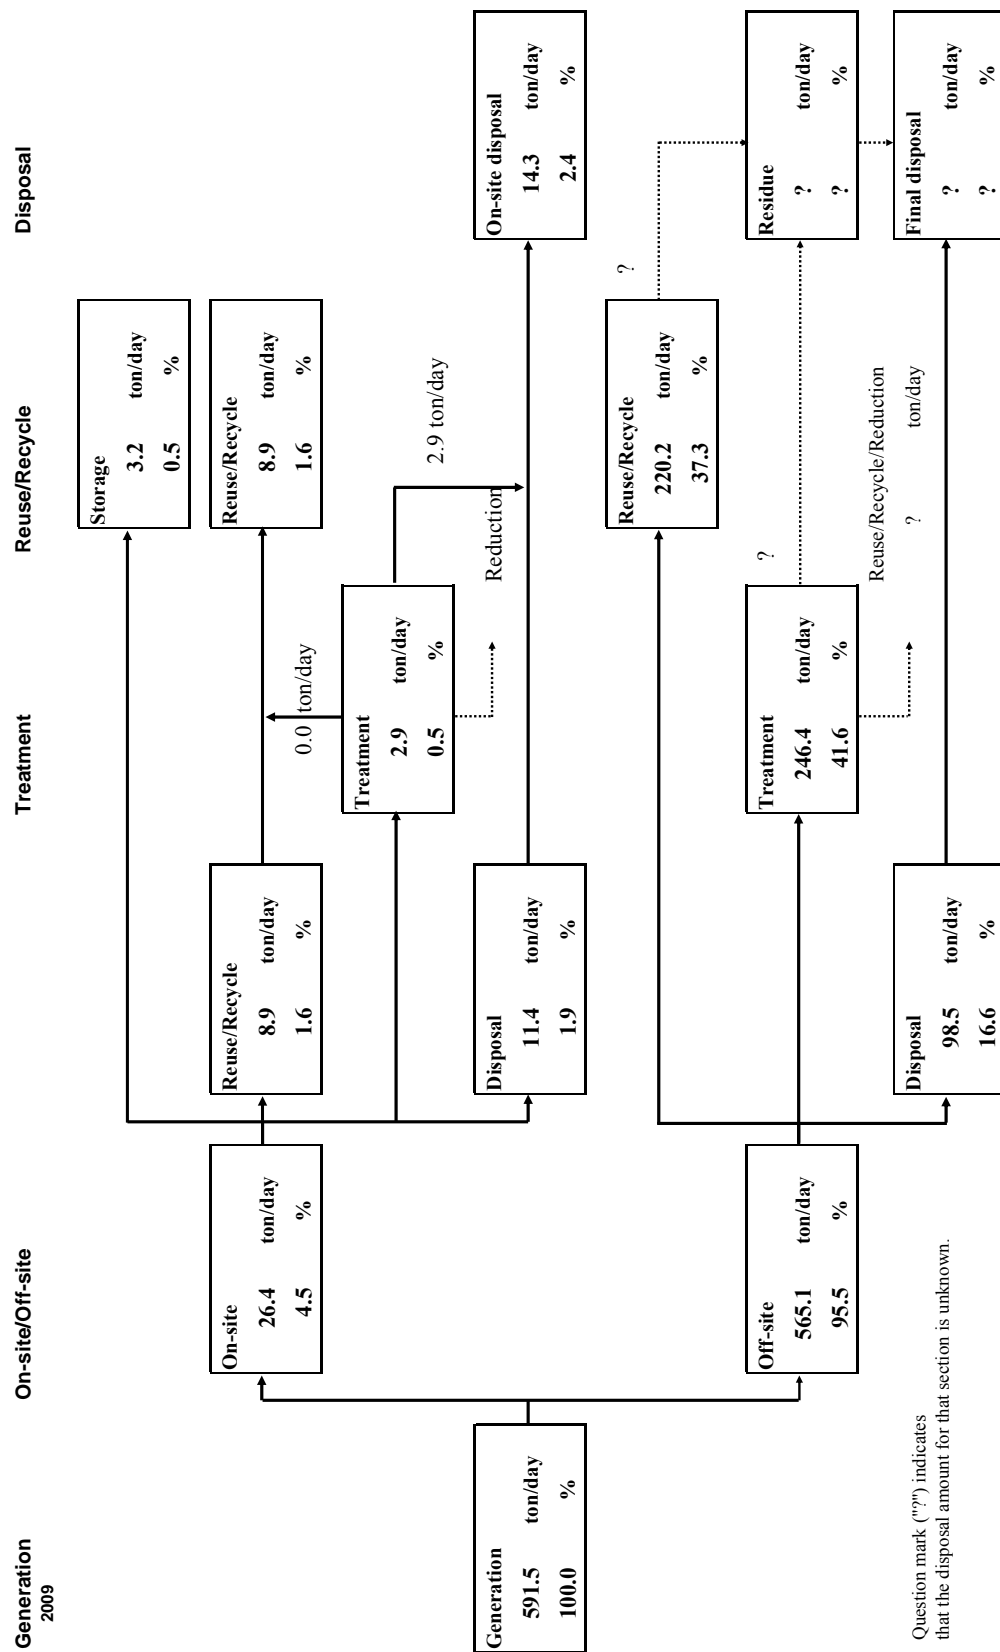 Generation
2009
On-site/Off-site
Treatment
Reuse/Recycle
Disposal
Storage
3.2 ton/day
0.5 %
On-site
26.4 ton/day
4.5 %
Reuse/Recycle
8.9 ton/day
1.6 %
Reuse/Recycle
8.9 ton/day
1.6 %
0.0 ton/day
Treatment
2.9 ton/day
0.5 %
2.9 ton/day
Reduction
Generation
591.5 ton/day
100.0 %
Disposal
11.4 ton/day
1.9 %
On-site disposal
14.3 ton/day
2.4 %
?
Reuse/Recycle
220.2 ton/day
37.3 %
?
Off-site
565.1 ton/day
95.5 %
Treatment
246.4 ton/day
41.6 %
Residue
? ton/day
? %
Reuse/Recycle/Reduction
? ton/day
Disposal
98.5 ton/day
16.6 %
Final disposal
? ton/day
? %
Question mark ("?") indicates
that the disposal amount for that section is unknown.